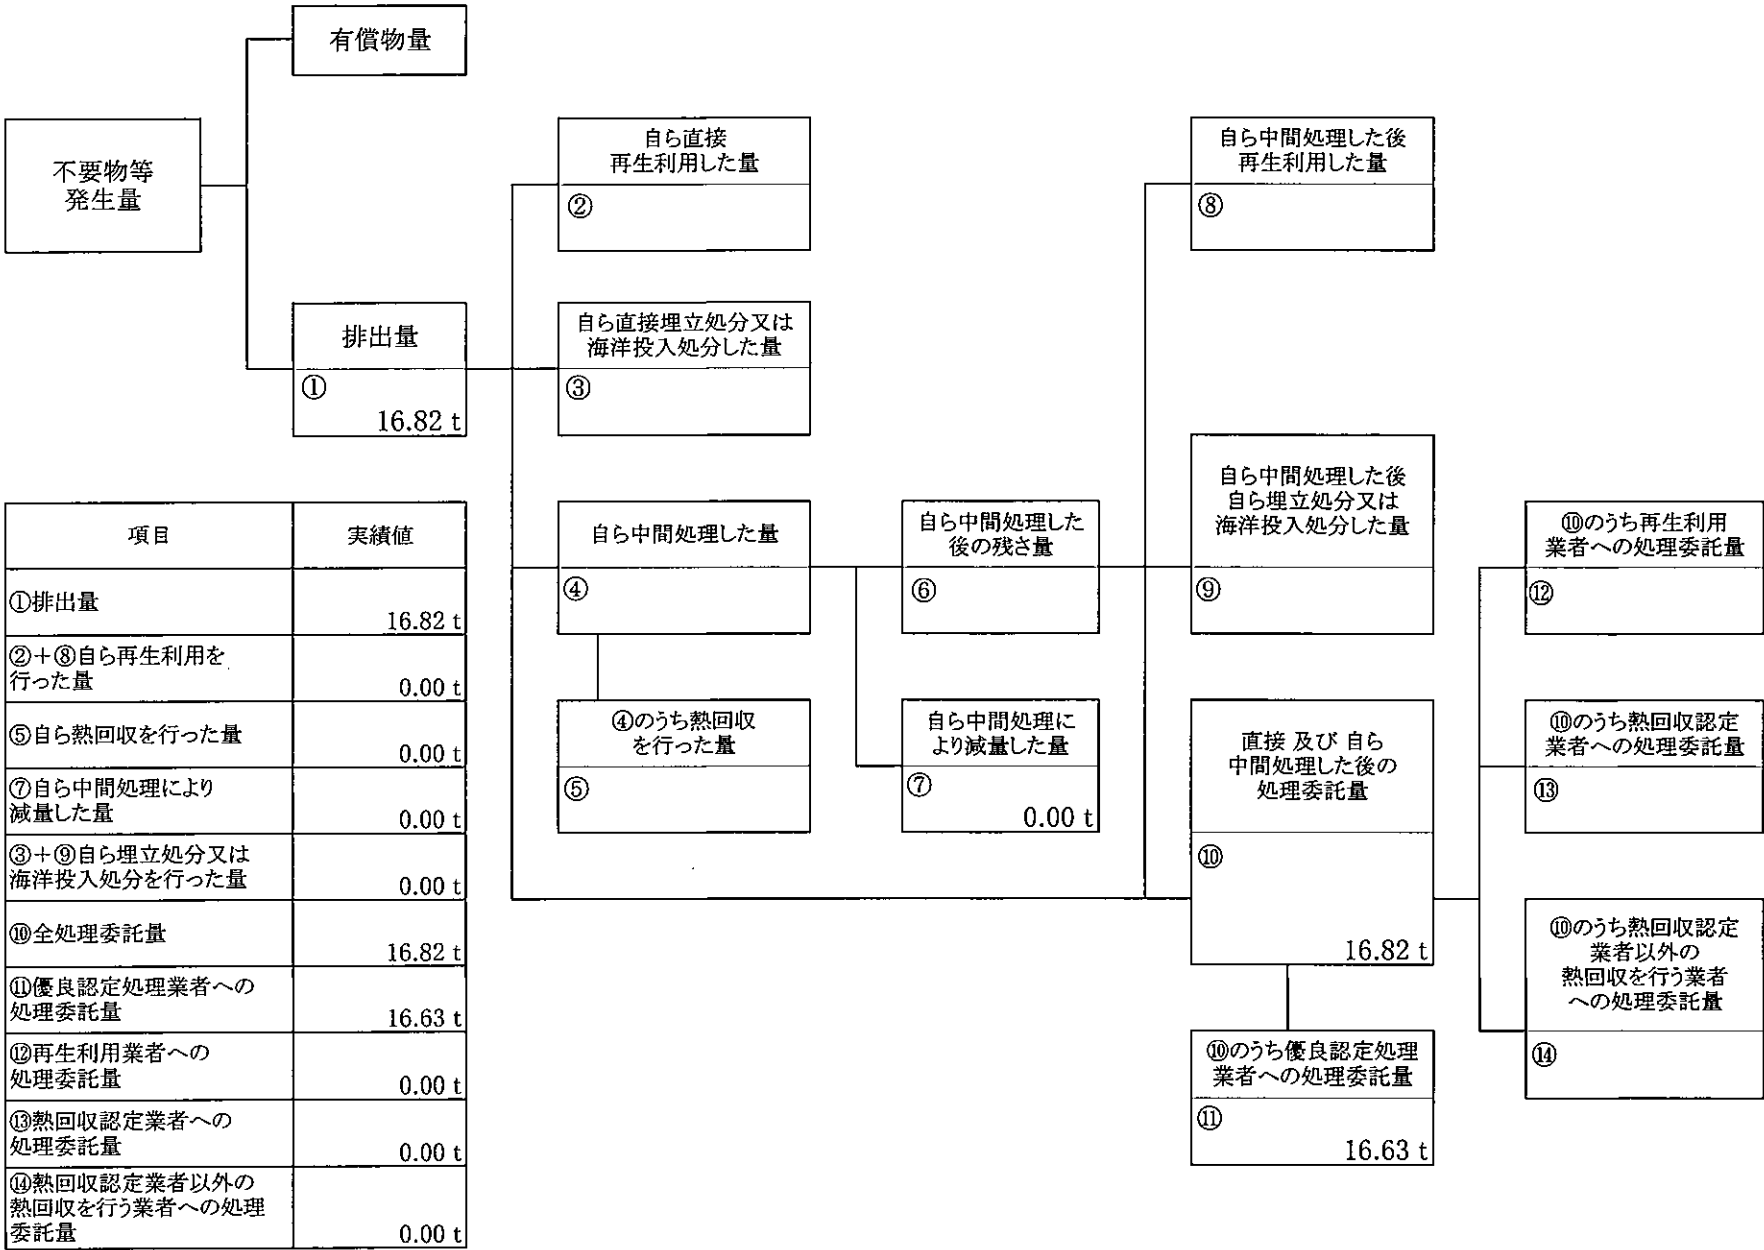 有償物量
不要物等
発生量
自ら直接
再生利用した量
②
自ら中間処理した後
再生利用した量
⑧
排出量
①
16.82 t
自ら直接埋立処分又は
海洋投入処分した量
③
自ら中間処理した量
④
自ら中間処理した
後の残さ量
⑥
自ら中間処理した後
自ら埋立処分又は
海洋投入処分した量
⑨
⑩のうち再生利用
業者への処理委託量
⑫
④のうち熱回収
を行った量
⑤
自ら中間処理に
より減量した量
⑦
0.00 t
直接 及び 自ら
中間処理した後の
処理委託量
⑩
16.82 t
⑩のうち熱回収認定
業者への処理委託量
⑬
⑩のうち熱回収認定
業者以外の
熱回収を行う業者
への処理委託量
⑭
⑩のうち優良認定処理
業者への処理委託量
⑪
16.63 t
項目 実績値
①排出量
16.82 t
②＋⑧自ら再生利用を
行った量
0.00 t
⑤自ら熱回収を行った量
0.00 t
⑦自ら中間処理により
減量した量
0.00 t
③＋⑨自ら埋立処分又は
海洋投入処分を行った量
0.00 t
⑩全処理委託量
16.82 t
⑪優良認定処理業者への
処理委託量
16.63 t
⑫再生利用業者への
処理委託量
0.00 t
⑬熱回収認定業者への
処理委託量
0.00 t
⑭熱回収認定業者以外の
熱回収を行う業者への処理
委託量
0.00 t